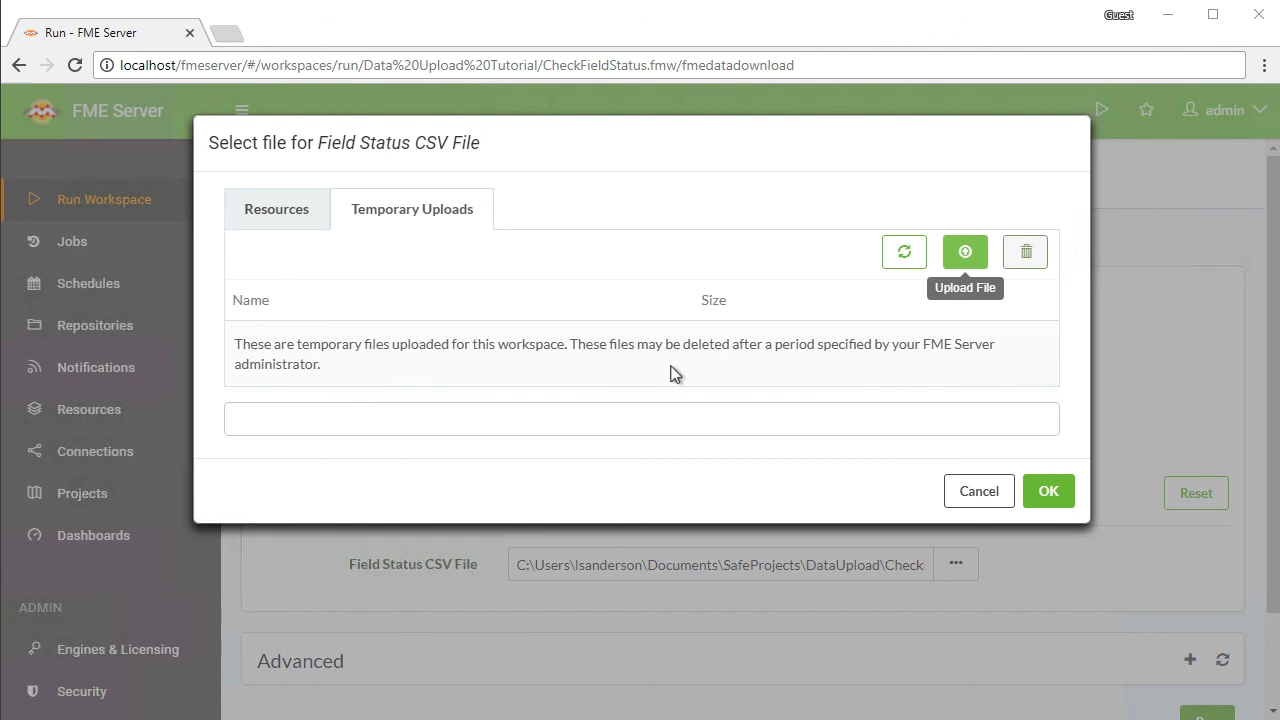 Guest
Run - FME Server
localhost/fmeserver/#/workspaces/run/Data%20Upload%20Tutorial/CheckFieldStatus.fmw/fmedatadownload
FME Server
admin
Select file for Field Status CSV File
Resources
Temporary Uploads
Upload File
Name
Size
These are temporary files uploaded for this workspace. These files may be deleted after a period specified by your FME Server
administrator.
Cancel
OK
Run Workspace
Jobs
Schedules
Repositories
Notifications
Resources
Connections
Projects
Dashboards
ADMIN
Engines & Licensing
Security
Reset
Field Status CSV File
C:\Users\lsanderson\Documents\SafeProjects\DataUpload\Check
Advanced